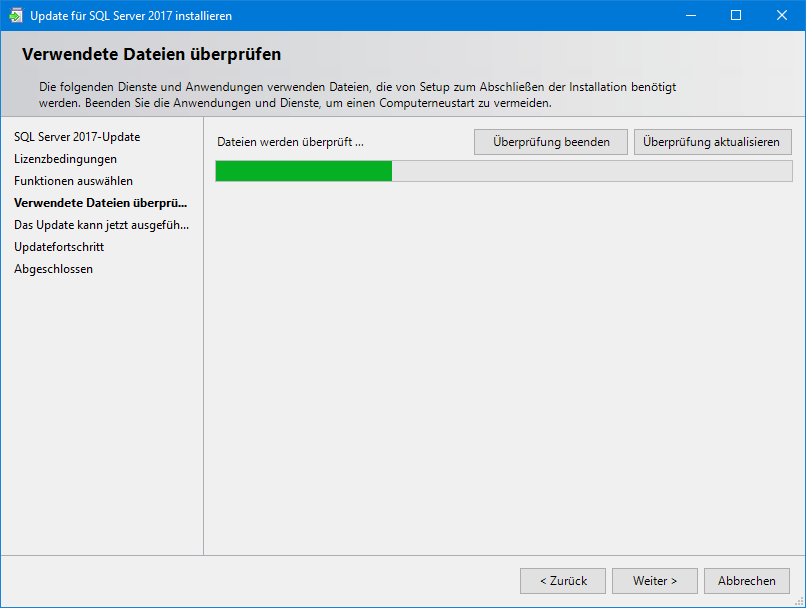 Update für SQL Server 2017 installieren
Verwendete Dateien überprüfen
Die folgenden Dienste und Anwendungen verwenden Dateien, die von Setup zum Abschließen der Installation benötigt
werden. Beenden Sie die Anwendungen und Dienste, um einen Computerneustart zu vermeiden.
SQL Server 2017-Update
Lizenzbedingungen
Funktionen auswählen
Verwendete Dateien überprü...
Das Update kann jetzt ausgefüh...
Updatefortschritt
Abgeschlossen
Dateien werden überprüft ...
Überprüfung beenden
Überprüfung aktualisieren
< Zurück
Weiter >
Abbrechen